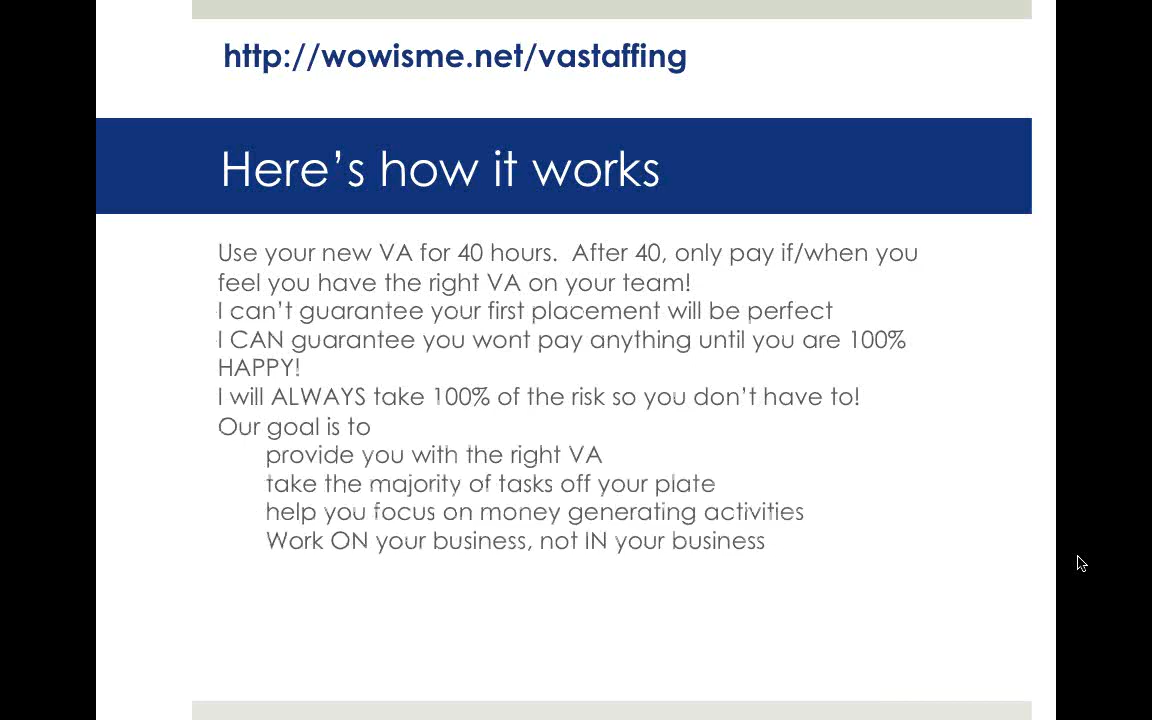 http://wowisme.net/vastaffing
Here’s how it works
Use your new VA for 40 hours.  After 40, only pay if/when you
feel you have the right VA on your team!
I can’t guarantee your first placement will be perfect
I CAN guarantee you wont pay anything until you are 100%
HAPPY!
I will ALWAYS take 100% of the risk so you don’t have to!
Our goal is to
provide you with the right VA
take the majority of tasks off your plate
help you focus on money generating activities
Work ON your business, not IN your business